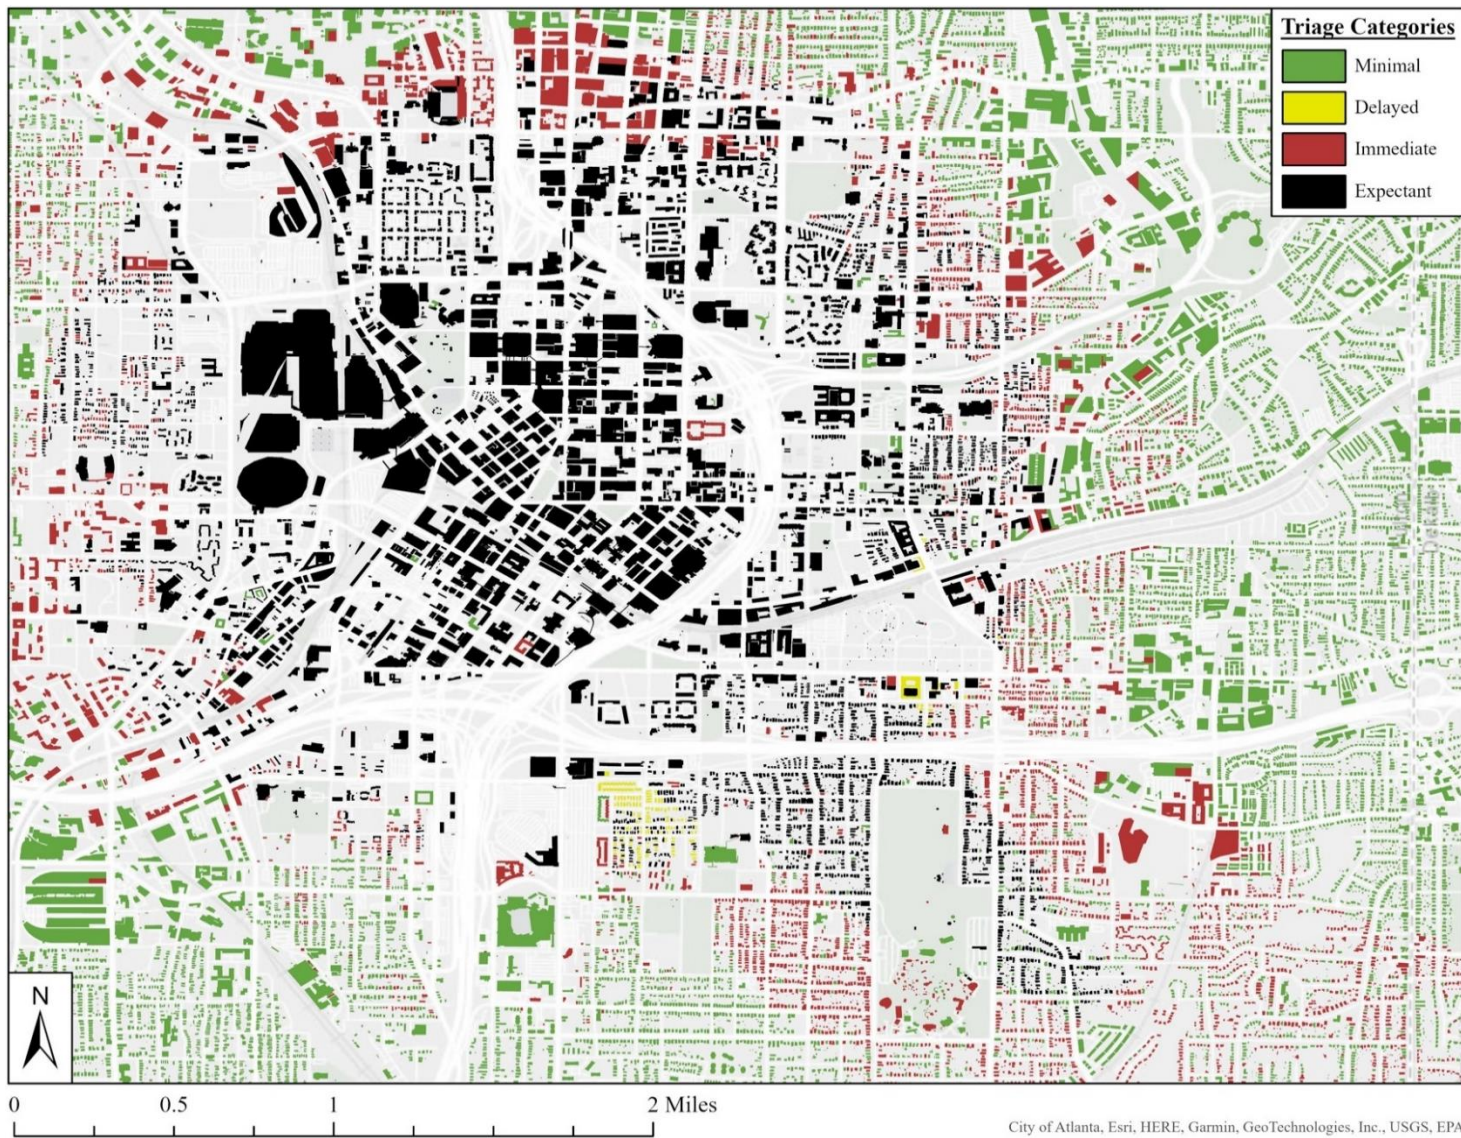 Triage Categories
Minimal
Delayed
Immediate
Expectant
N
0 0.5 1 2 Miles
City of Atlanta, Esri, HERE, Garmin, GeoTechnologies, Inc., USGS, EPA